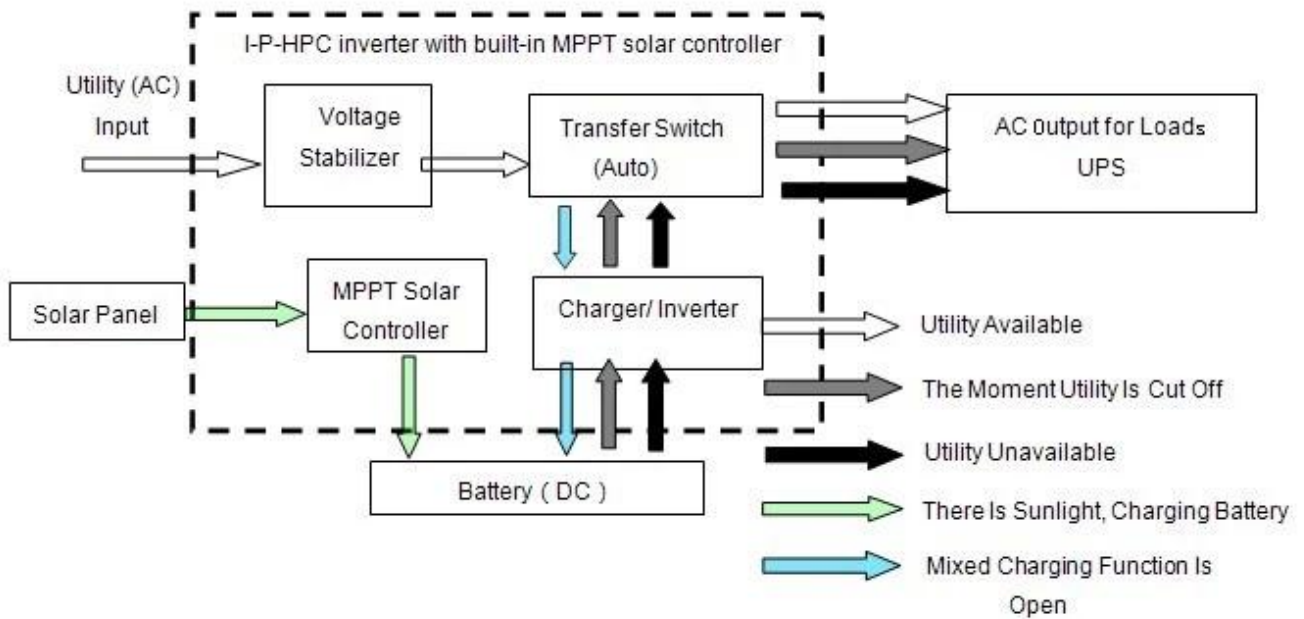 I-P-HPC inverter with built-in MPPT solar controller
Utility (AC)
Input
Voltage
Stabilizer
Transfer Switch
(Auto)
AC Output for Loads
UPS
Solar Panel
MPPT Solar
Controller
Charger/ Inverter
Battery ( DC )
Utility Available
The Moment Utility Is Cut Off
Utility Unavailable
There Is Sunlight, Charging Battery
Mixed Charging Function Is
Open